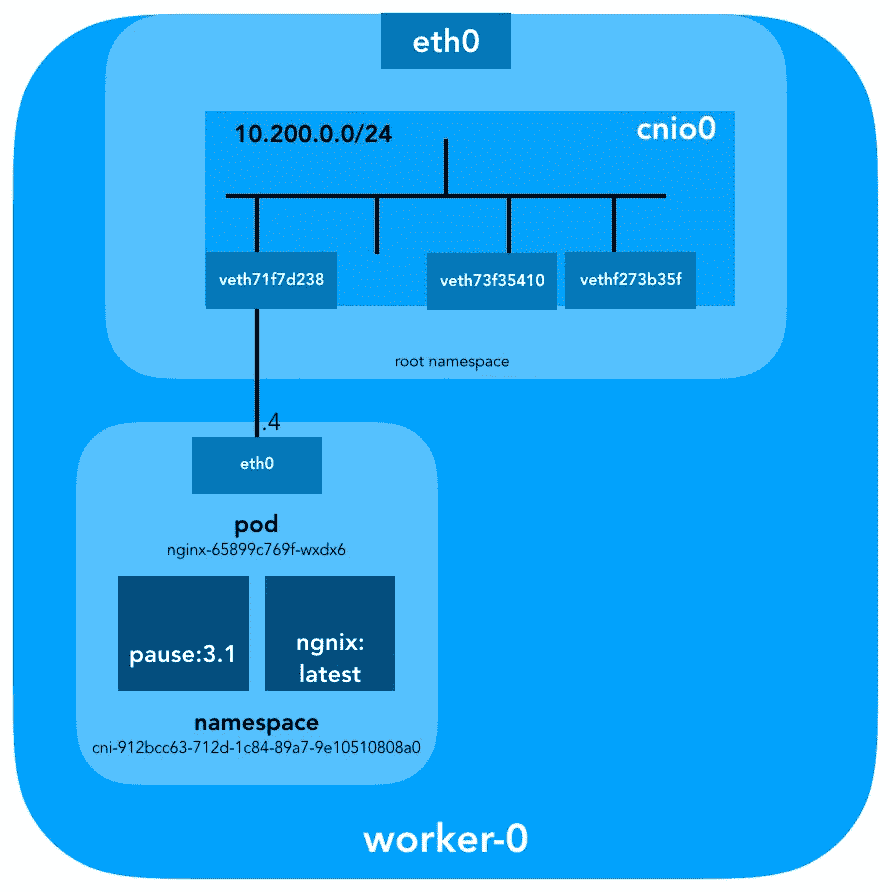 eth0
10.200.0.0/24
cnio0
veth71f7d238
veth73f35410
vethf273b35f
root namespace
.4
eth0
pod
nginx-65899c769f-wxdx6
pause:3.1
ngnix:
latest
namespace
cni-912bcc63-712d-1c84-89a7-9e10510808a0
worker-0